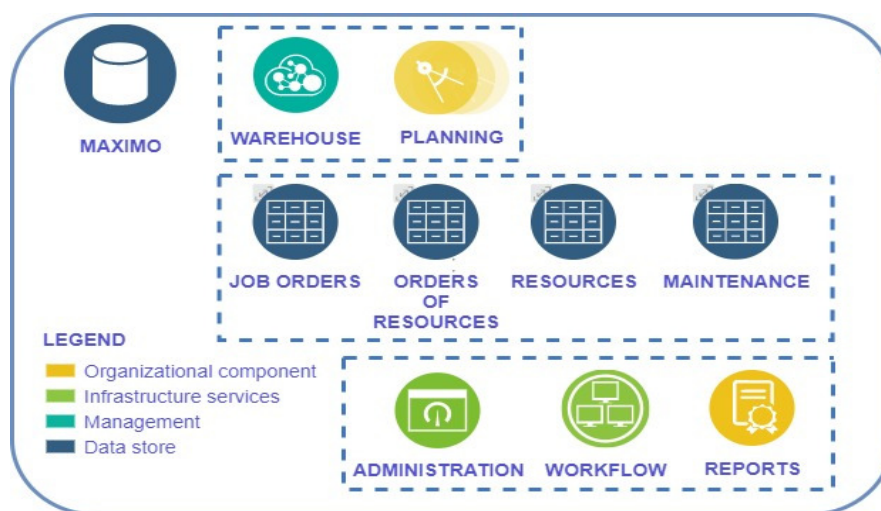 MAXIMO
WAREHOUSE
PLANNING
JOB ORDERS
ORDERS
OF
RESOURCES
RESOURCES
MAINTENANCE
LEGEND
Organizational component
Infrastructure services
Management
Data store
ADMINISTRATION
WORKFLOW
REPORTS